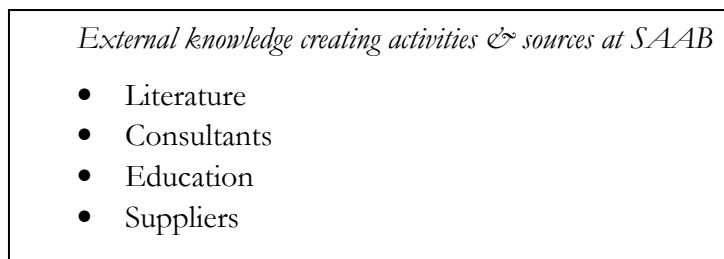 External knowledge creating activities & sources at SAAB
• Literature
• Consultants
• Education
• Suppliers